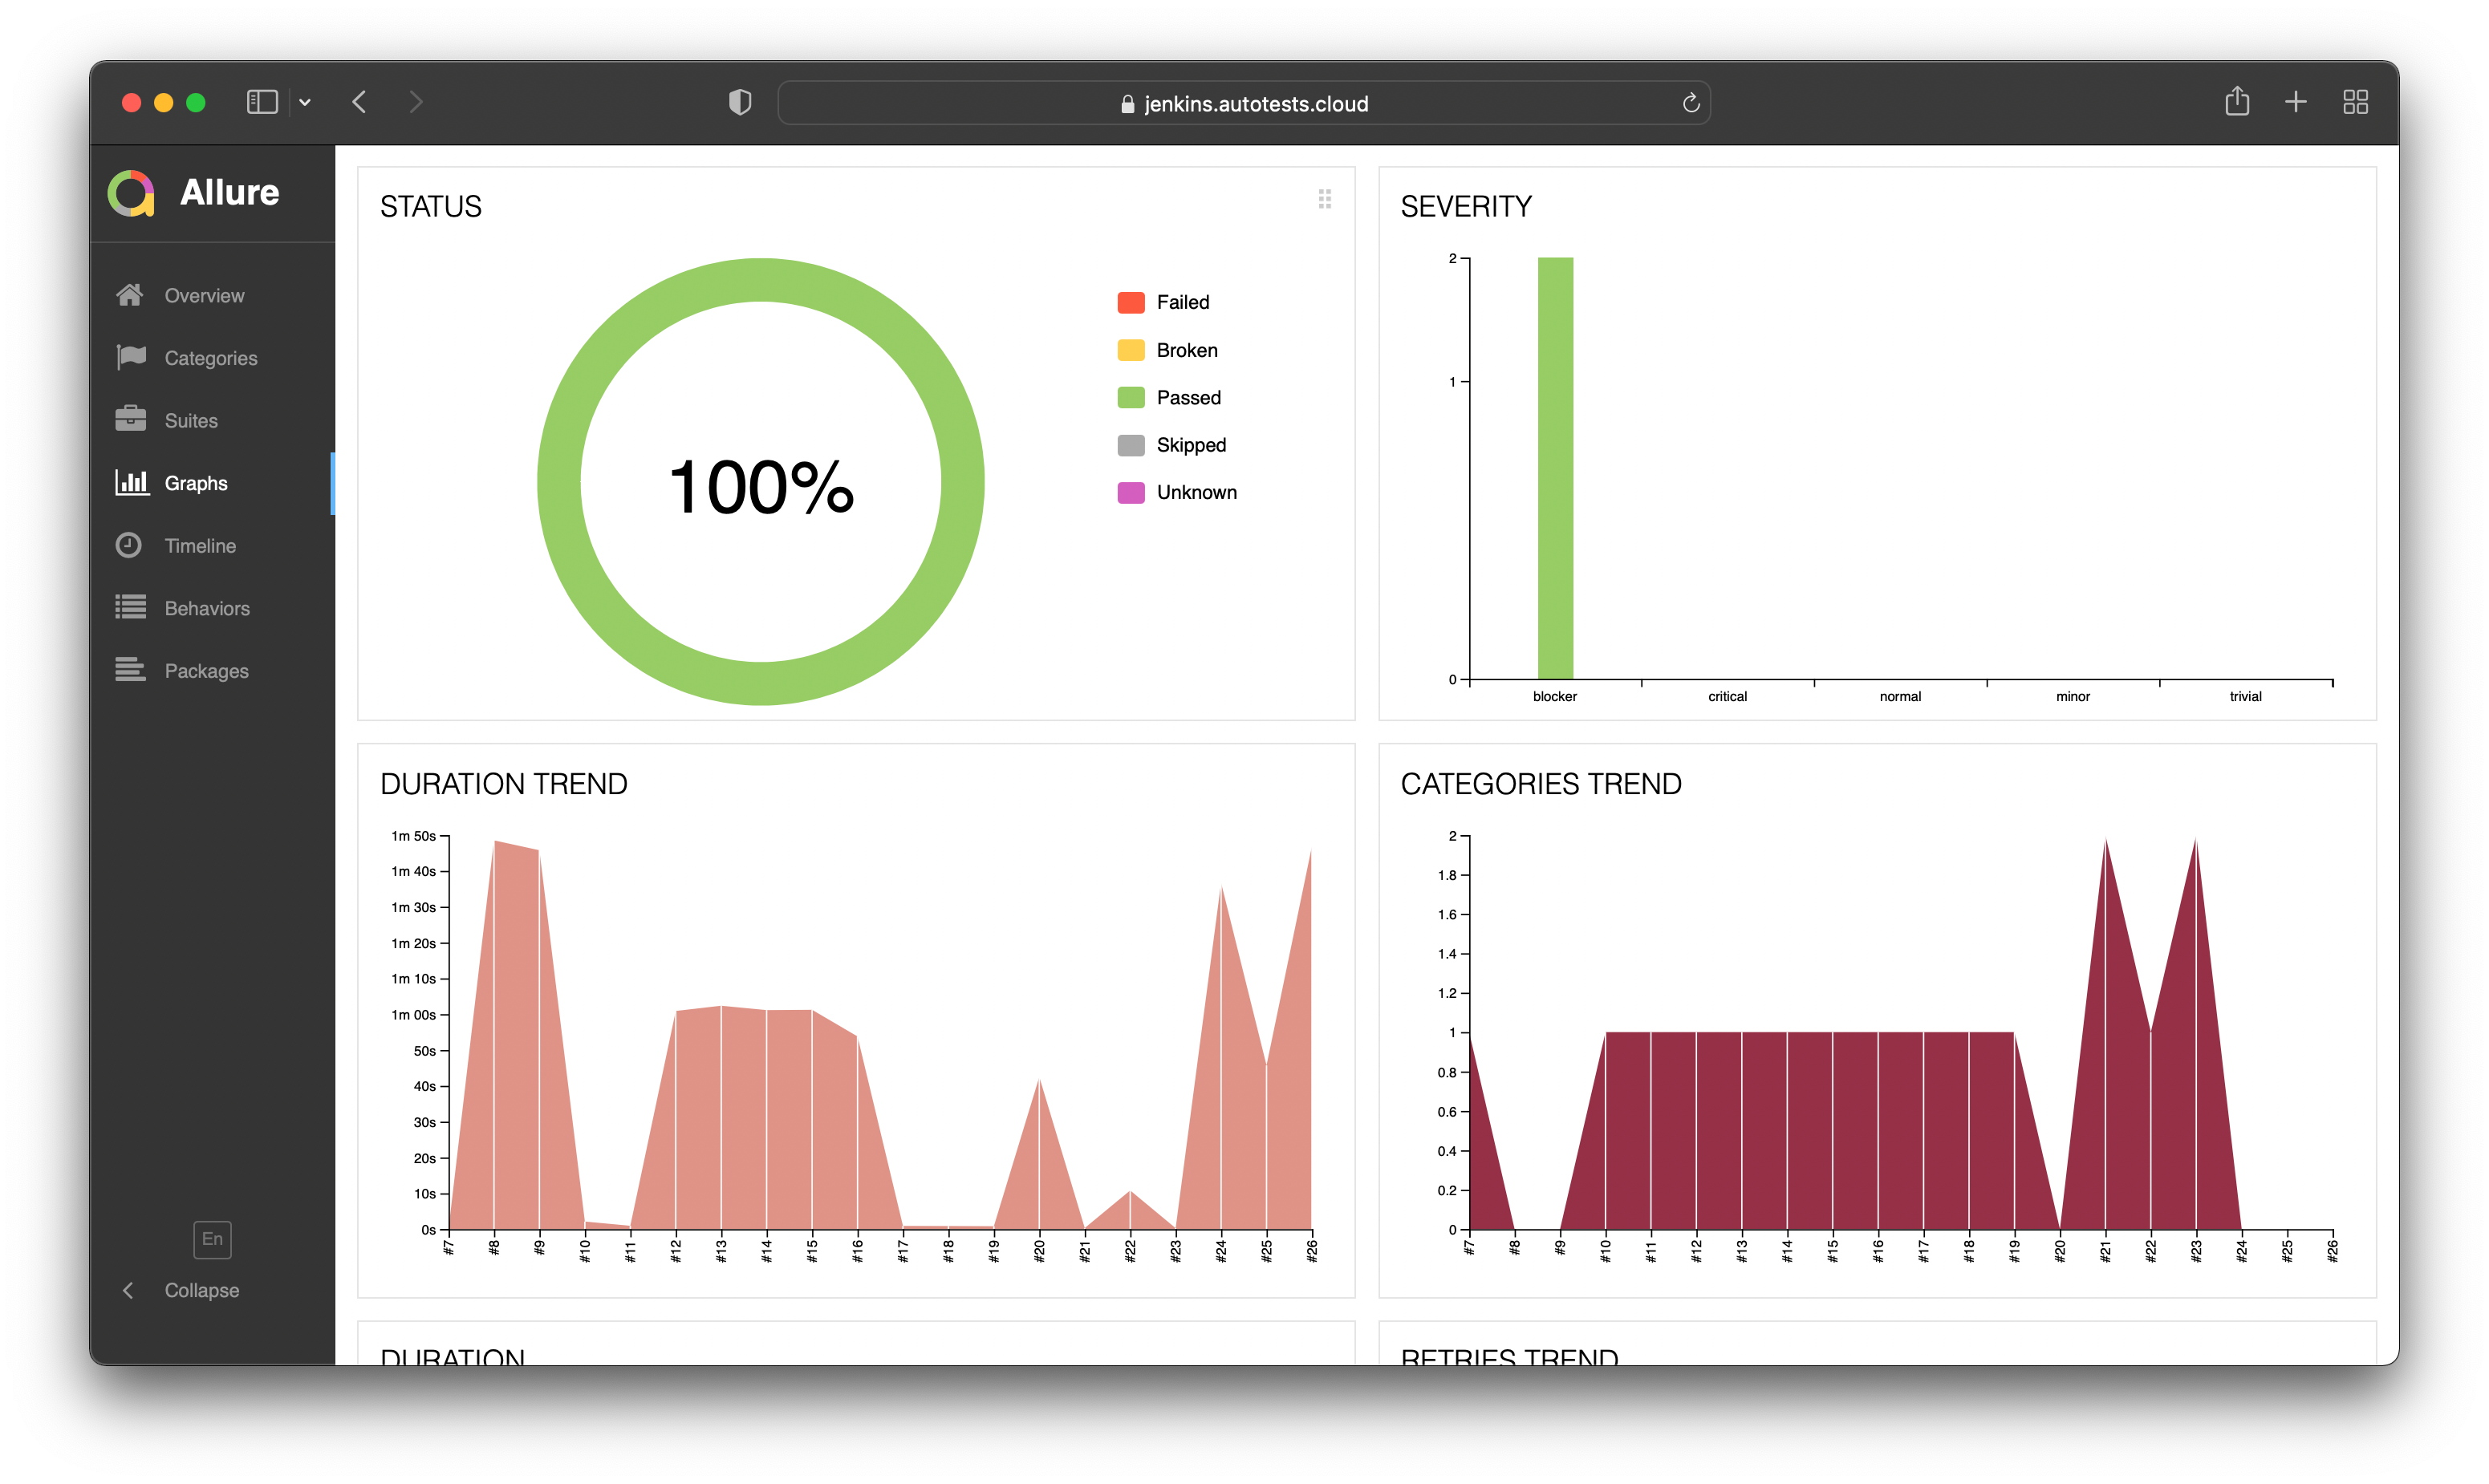 jenkins.autotests.cloud
Allure
Overview
Categories
Suites
Graphs
Timeline
Behaviors
Packages
En
Collapse
STATUS
100%
Failed
Broken
Passed
Skipped
Unknown
SEVERITY
2
1
0
blocker critical normal minor trivial
DURATION TREND
1m 50s
1m 40s
1m 30s
1m 20s
1m 10s
1m 00s
50s
40s
30s
20s
10s
0s
#7 #8 #9 #10 #11 #12 #13 #14 #15 #16 #17 #18 #19 #20 #21 #22 #23 #24 #25 #26
CATEGORIES TREND
2
1.8
1.6
1.4
1.2
1
0.8
0.6
0.4
0.2
0
#7 #8 #9 #10 #11 #12 #13 #14 #15 #16 #17 #18 #19 #20 #21 #22 #23 #24 #25 #26
DURATION
RETRIES TREND